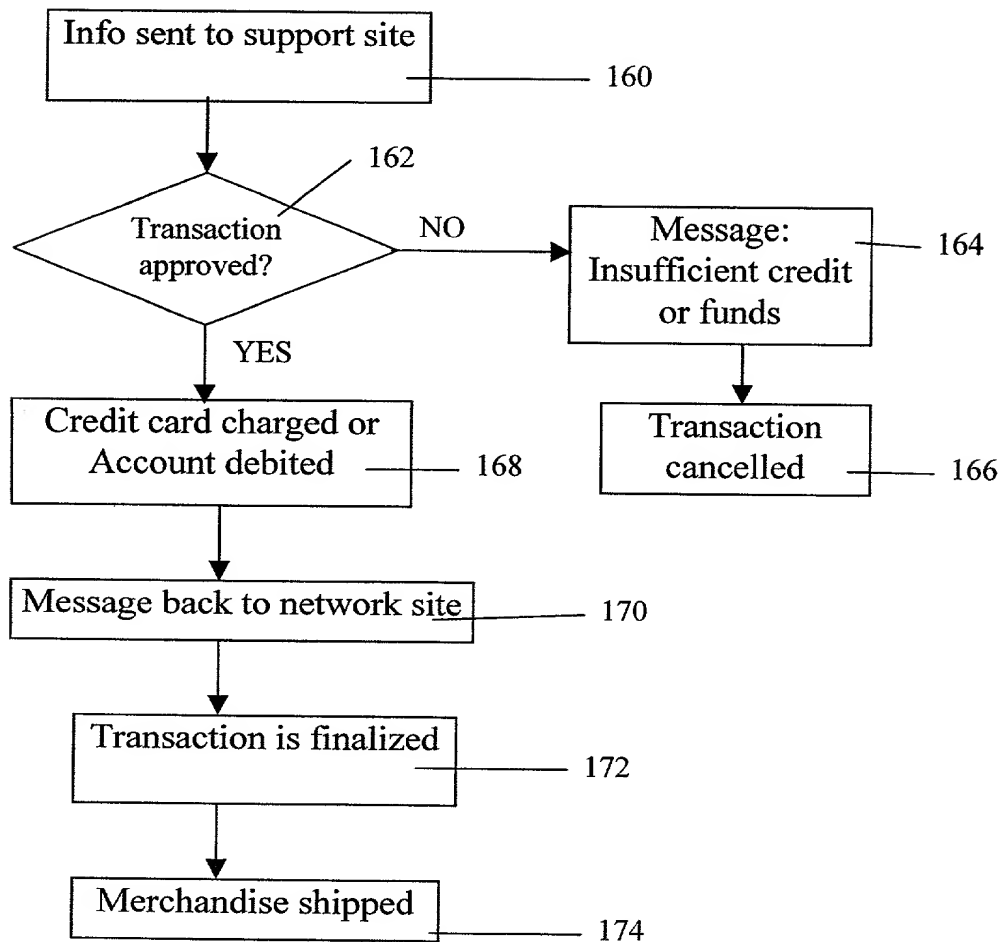 Info sent to support site
160
162
Transaction
approved?
NO
Message:
Insufficient credit
or funds
164
YES
Transaction
cancelled
166
Credit card charged or
Account debited
168
Message back to network site
170
Transaction is finalized
172
Merchandise shipped
174